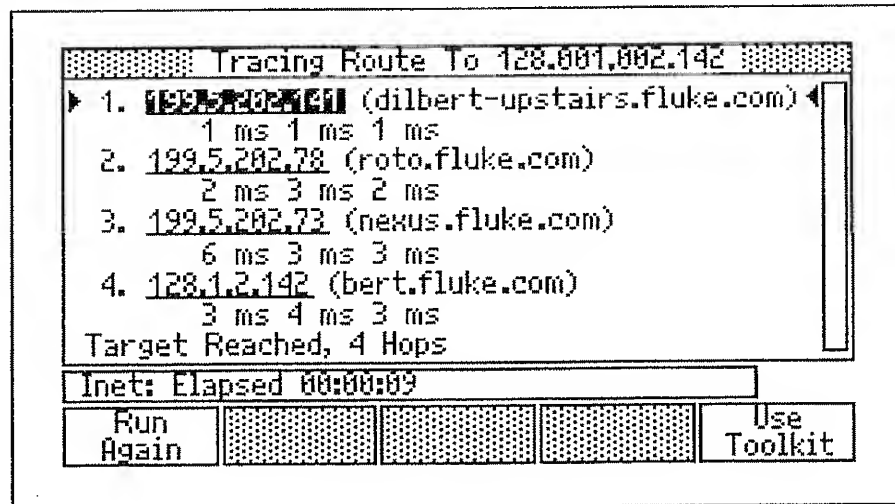 Tracing Route To 128.001.002.142
1. 199.5.202.141 (dilbert-upstairs.fluke.com)
1 ms 1 ms 1 ms
2. 199.5.202.78 (roto.fluke.com)
2 ms 3 ms 2 ms
3. 199.5.202.73 (nexus.fluke.com)
6 ms 3 ms 3 ms
4. 128.1.2.142 (bert.fluke.com)
3 ms 4 ms 3 ms
Target Reached, 4 Hops
Inet: Elapsed 00:00:09
Run Again
Use Toolkit